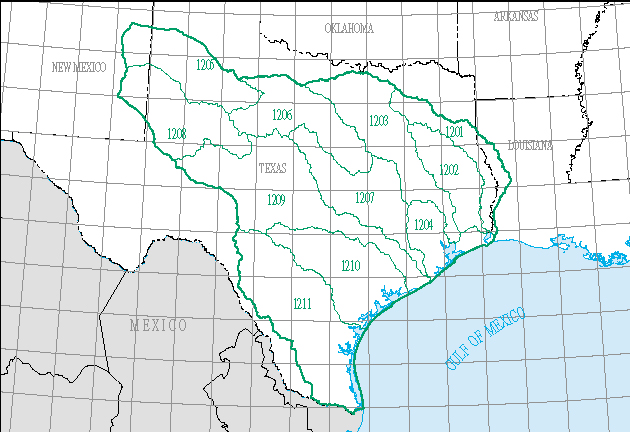 ARKANSAS
OKLAHOMA
NEW MEXICO
1205
1206
1203
1201
1208
LOUISIANA
TEXAS
1202
1209
1207
1204
1210
1211
MEXICO
GULF OF MEXICO